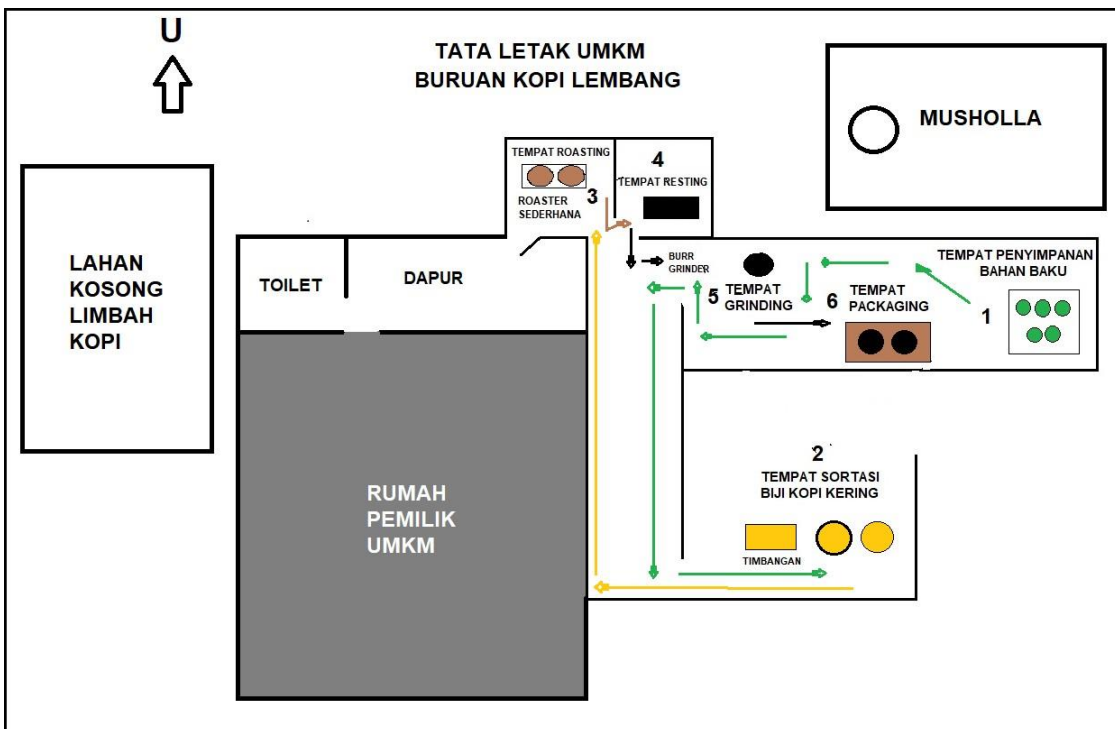 U
TATA LETAK UMKM
BURUAN KOPI LEMBANG
MUSHOLLA
TEMPAT ROASTING
ROASTER
SEDERHANA
3
4
TEMPAT RESTING
LAHAN
KOSONG
LIMBAH
KOPI
TOILET
DAPUR
BURR
GRINDER
5
TEMPAT
GRINDING
6
TEMPAT
PACKAGING
TEMPAT PENYIMPANAN
BAHAN BAKU
1
2
TEMPAT SORTASI
BIJI KOPI KERING
TIMBANGAN
RUMAH
PEMILIK
UMKM